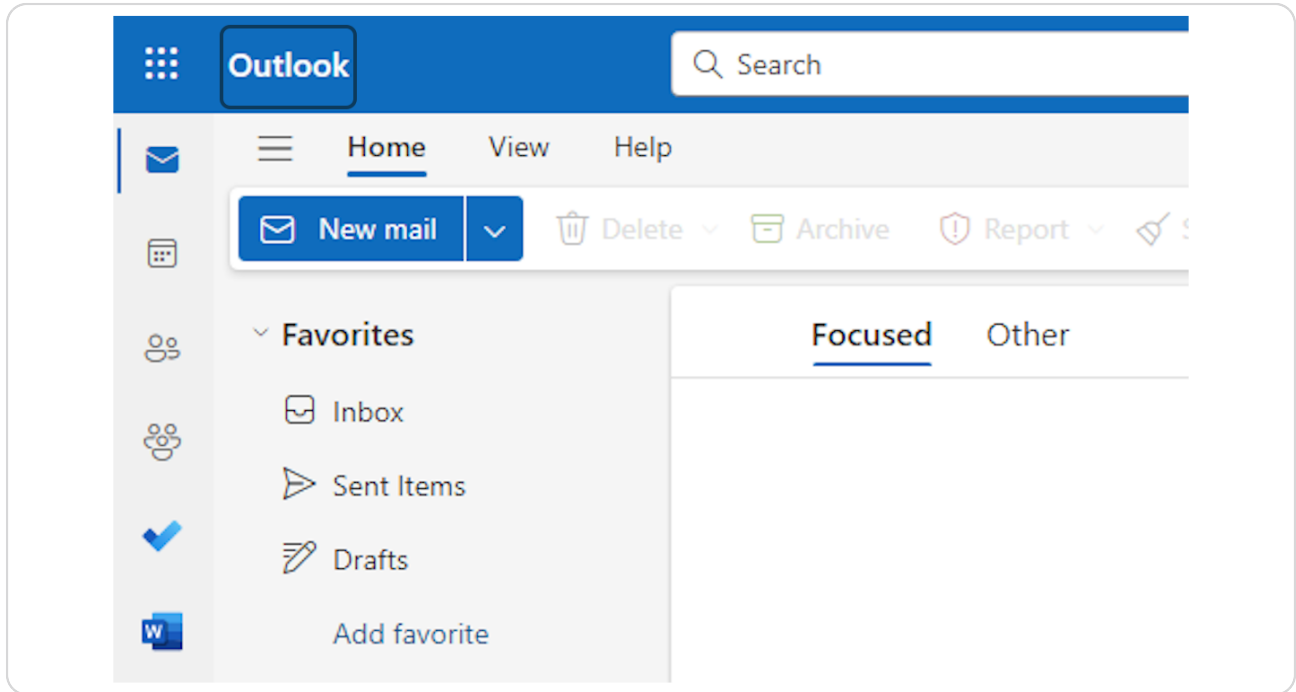 Outlook
Search
Home View Help
New mail Delete Archive Report
Favorites
Focused Other
Inbox
Sent Items
Drafts
W
Add favorite